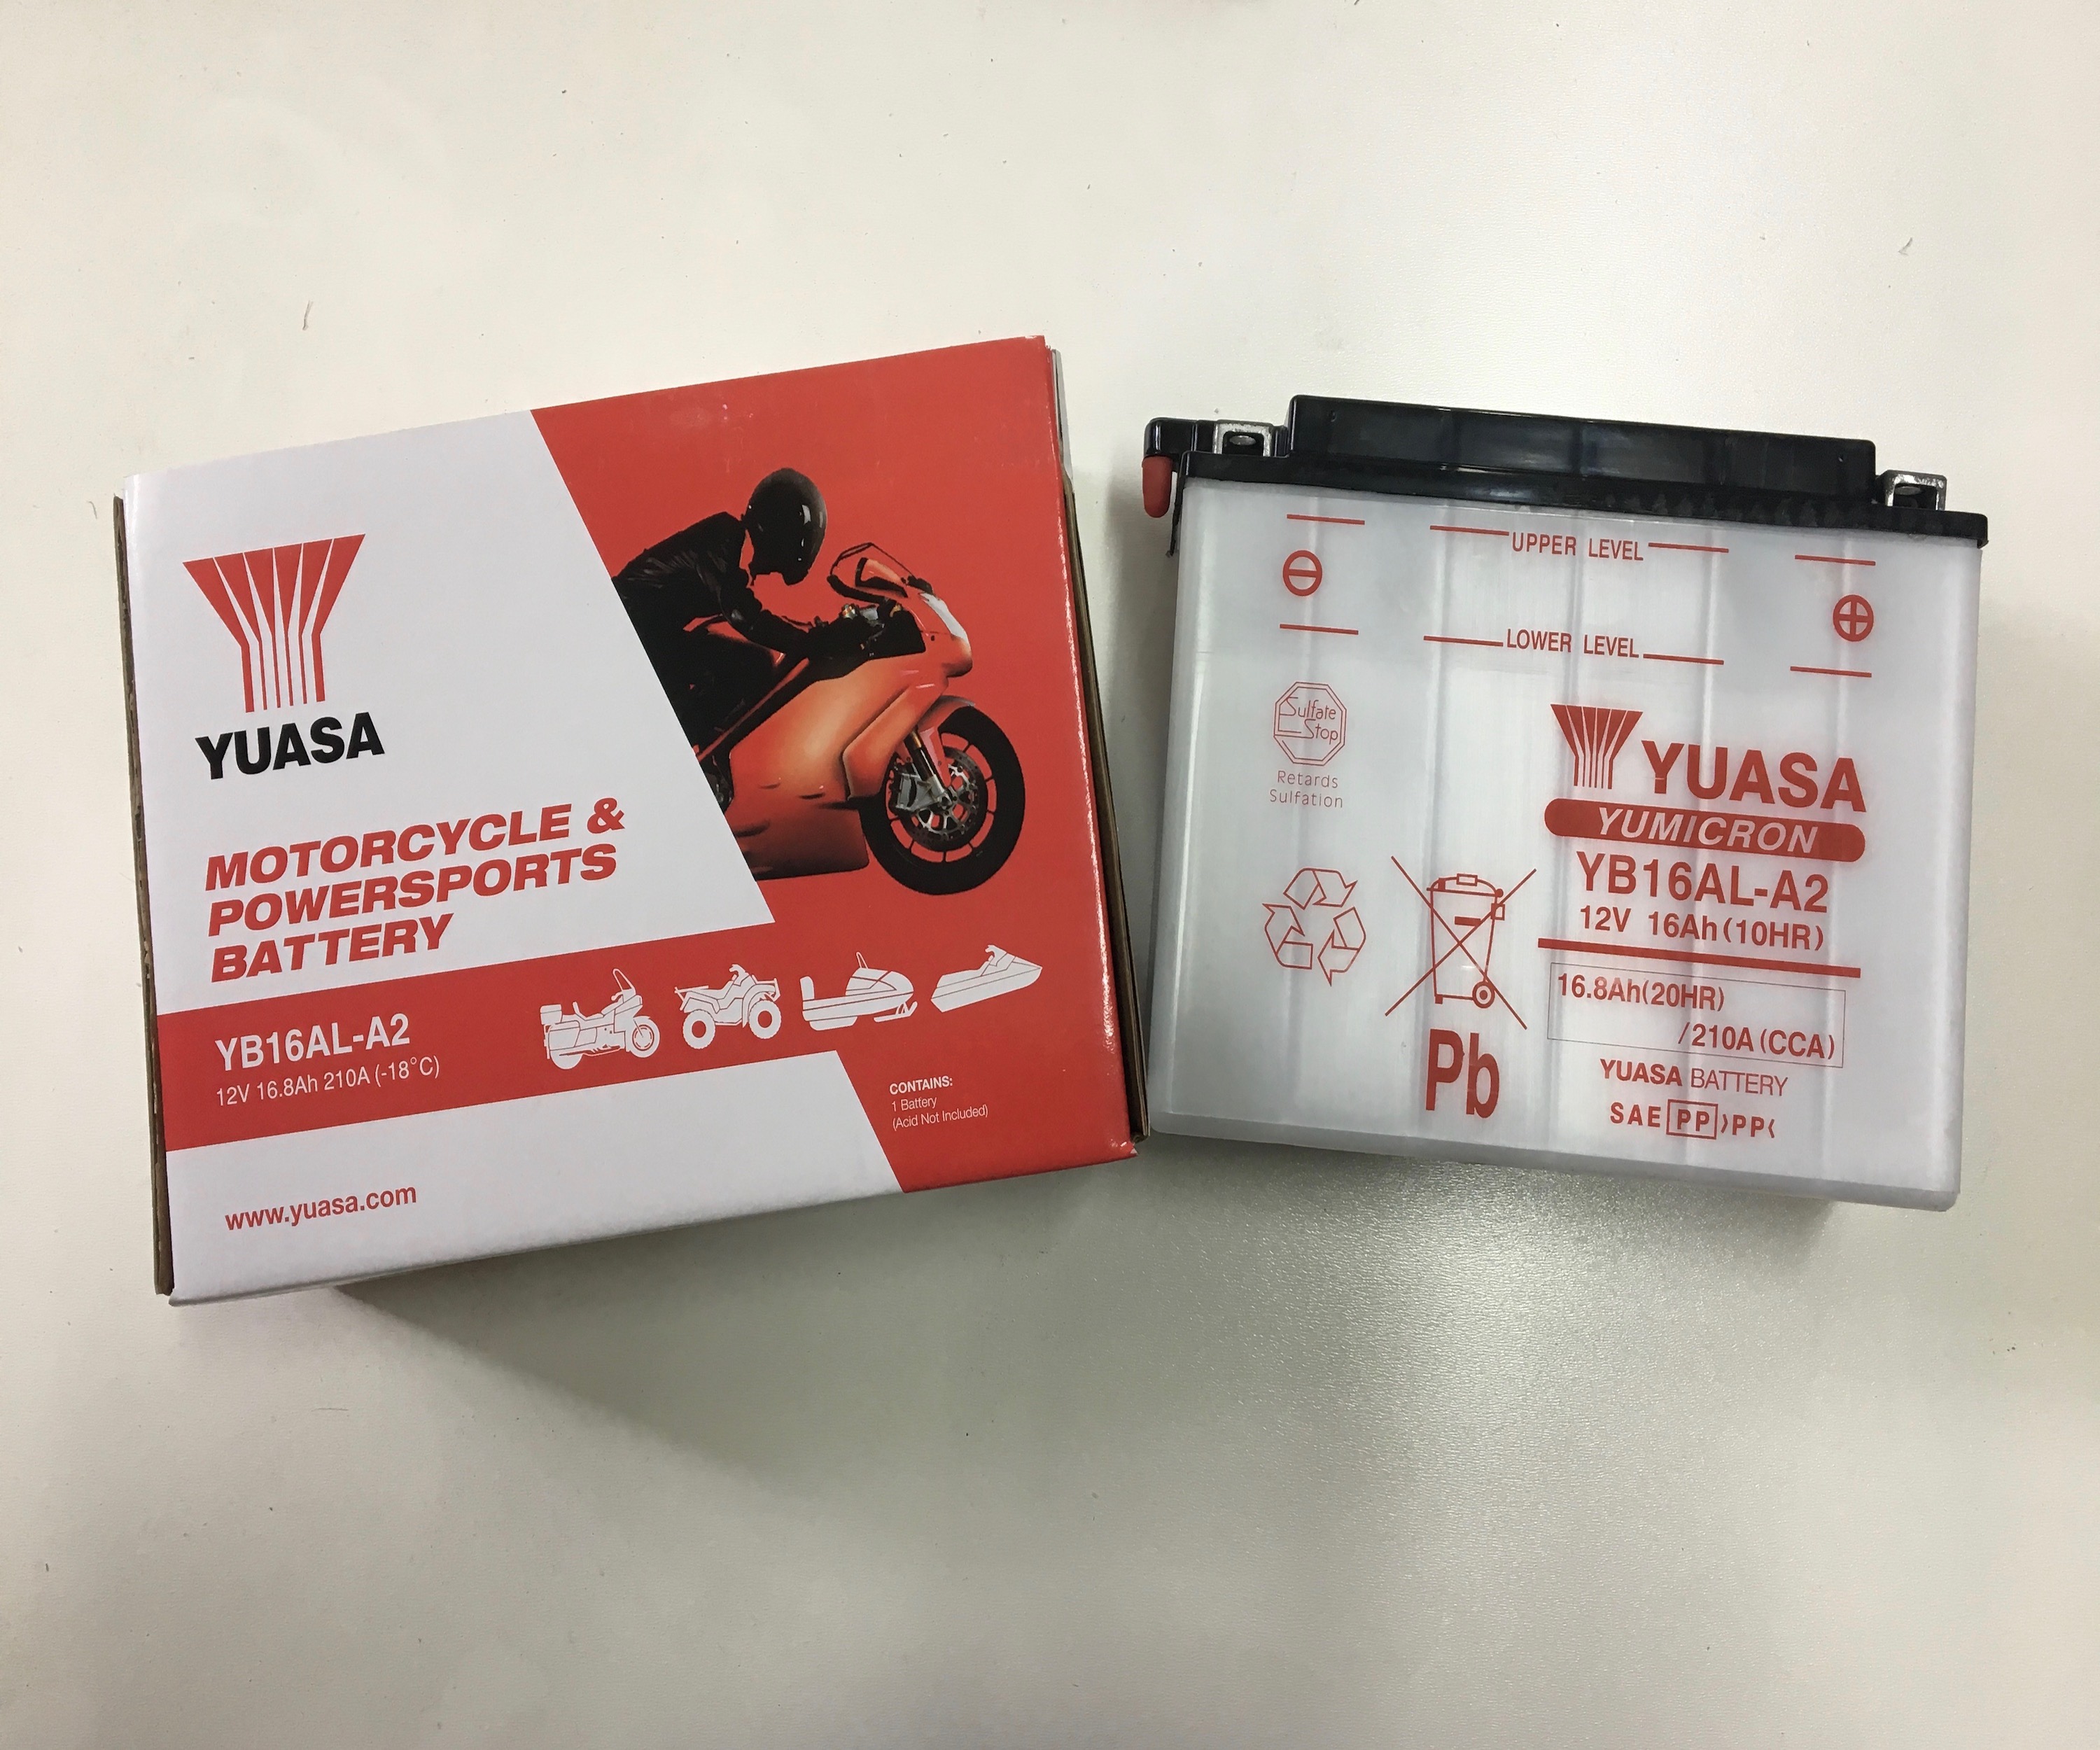 YUASA
MOTORCYCLE &
POWERSPORTS
BATTERY
YB16AL-A2
12V 16.8Ah 210A (-18°C)
CONTAINS:
1 Battery
(Acid Not Included)
www.yuasa.com
UPPER LEVEL
LOWER LEVEL
Sulfate
Stop
Retards
Sulfation
YUASA
YUMICRON
YB16AL-A2
12V 16Ah(10HR)
16.8Ah(20HR)
/210A (CCA)
YUASA BATTERY
SAE PP >PP<
Pb